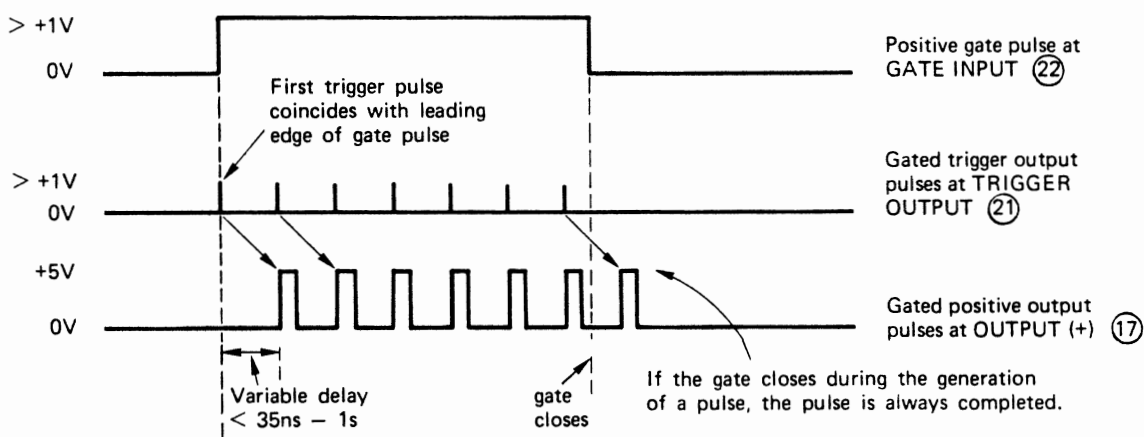 > +1V
0V
Positive gate pulse at
GATE INPUT (22)
First trigger pulse
coincides with leading
edge of gate pulse
> +1V
0V
Gated trigger output
pulses at TRIGGER
OUTPUT (21)
+5V
0V
Gated positive output
pulses at OUTPUT (+) (17)
Variable delay
< 35ns – 1s
gate
closes
If the gate closes during the generation
of a pulse, the pulse is always completed.